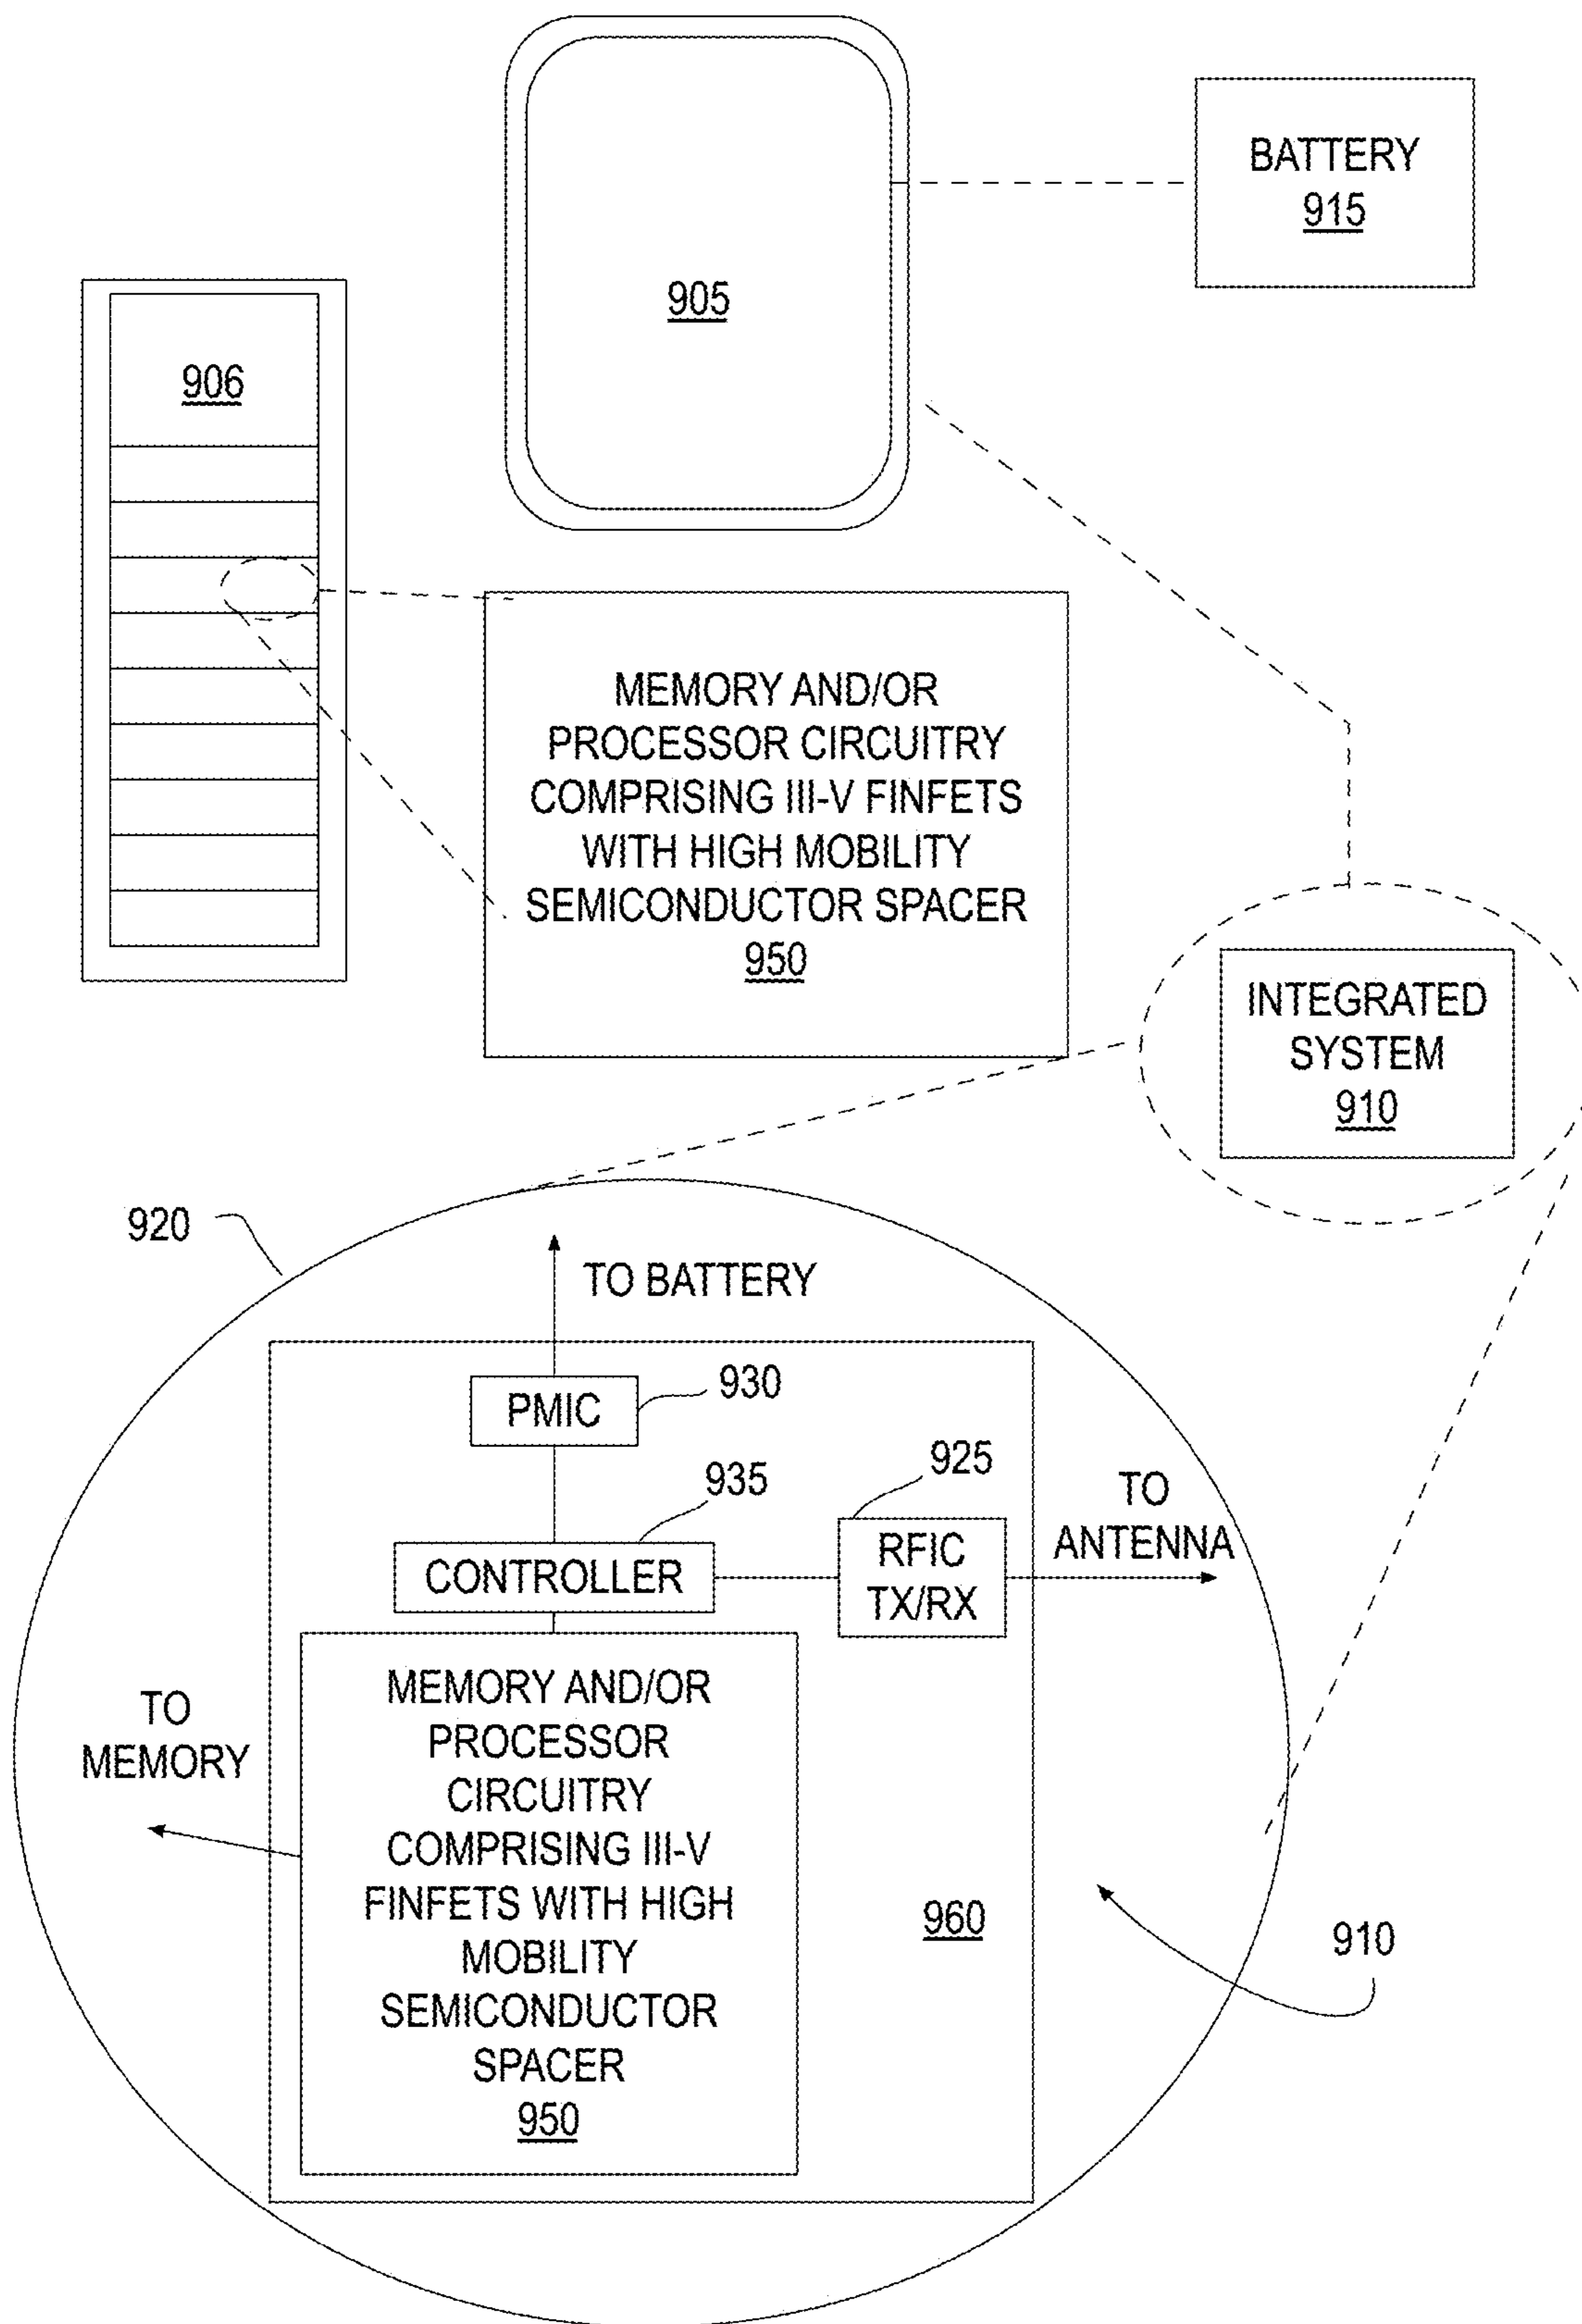 905
BATTERY
915
906
MEMORY AND/OR
PROCESSOR CIRCUITRY
COMPRISING III-V FINFETS
WITH HIGH MOBILITY
SEMICONDUCTOR SPACER
950
INTEGRATED
SYSTEM
910
920
TO BATTERY
PMIC
930
935
925
CONTROLLER
RFIC
TX/RX
TO
ANTENNA
TO
MEMORY
MEMORY AND/OR
PROCESSOR
CIRCUITRY
COMPRISING III-V
FINFETS WITH HIGH
MOBILITY
SEMICONDUCTOR
SPACER
950
960
910